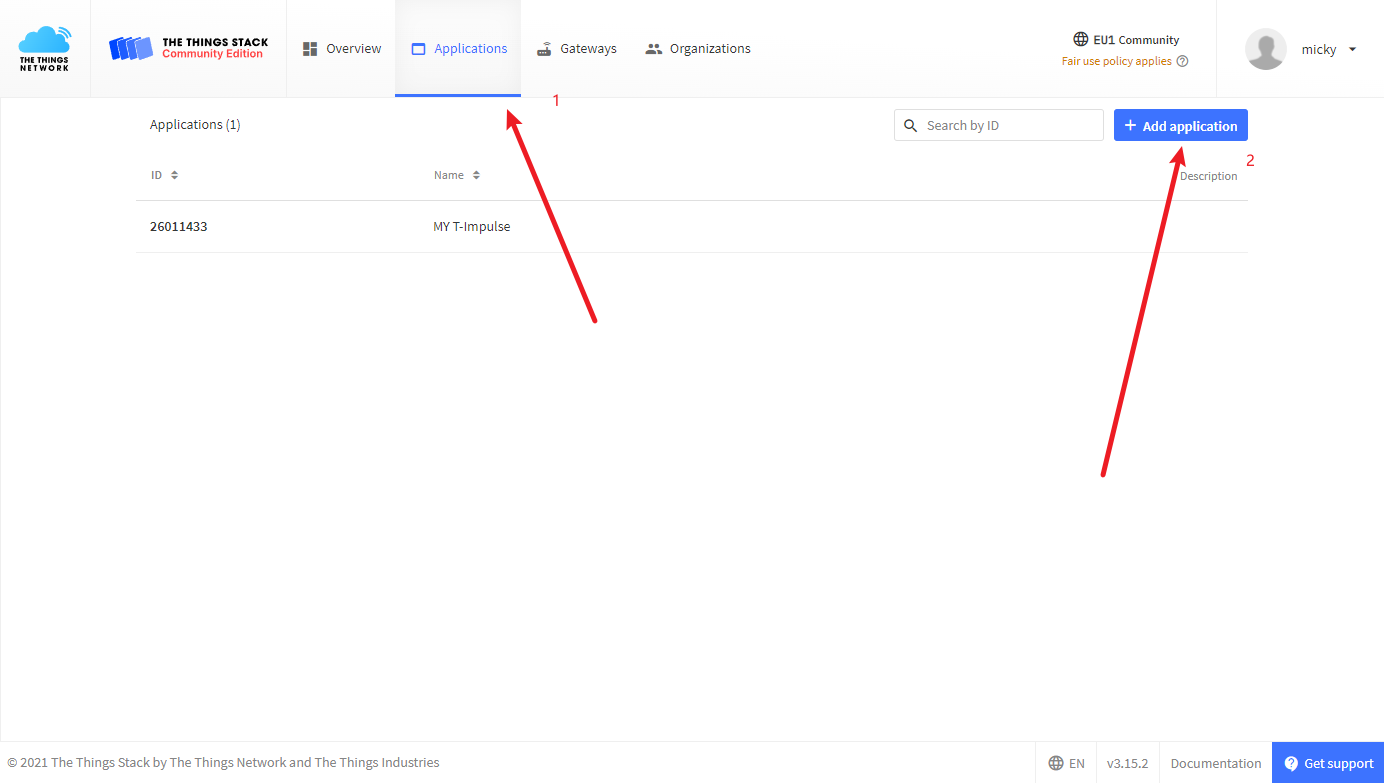 THE THINGS
NETWORK
THE THINGS STACK
Community Edition
Overview
Applications
Gateways
Organizations
EU1 Community
Fair use policy applies
micky
1
Applications (1)
Search by ID
+ Add application
2
ID
Name
Description
26011433
MY T-Impulse
© 2021 The Things Stack by The Things Network and The Things Industries
EN
v3.15.2
Documentation
Get support